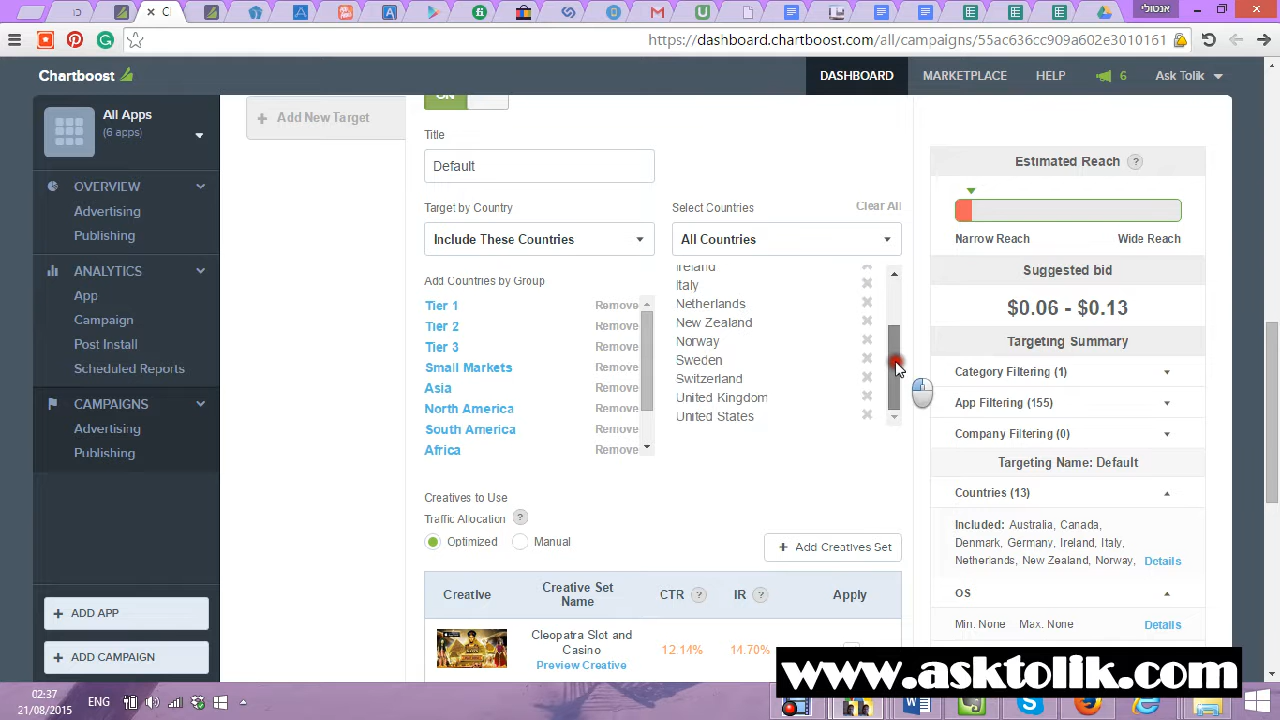 אנטולי
https://dashboard.chartboost.com/all/campaigns/55ac636cc909a602e3010161
Chartboost
DASHBOARD
MARKETPLACE
HELP
6
Ask Tolik
All Apps
(6 apps)
OVERVIEW
Advertising
Publishing
ANALYTICS
App
Campaign
Post Install
Scheduled Reports
CAMPAIGNS
Advertising
Publishing
+ ADD APP
+ ADD CAMPAIGN
+ Add New Target
ON
Title
Default
Target by Country
Include These Countries
Add Countries by Group
Tier 1 Remove
Tier 2 Remove
Tier 3 Remove
Small Markets Remove
Asia Remove
North America Remove
South America Remove
Africa Remove
Select Countries
Clear All
All Countries
Ireland
Italy
Netherlands
New Zealand
Norway
Sweden
Switzerland
United Kingdom
United States
Creatives to Use
Traffic Allocation ?
Optimized
Manual
+ Add Creatives Set
Creative
Creative Set Name
CTR ?
IR ?
Apply
Cleopatra Slot and
Casino
Preview Creative
12.14%
14.70%
Estimated Reach ?
Narrow Reach
Wide Reach
Suggested bid
$0.06 - $0.13
Targeting Summary
Category Filtering (1)
App Filtering (155)
Company Filtering (0)
Targeting Name: Default
Countries (13)
Included: Australia, Canada,
Denmark, Germany, Ireland, Italy,
Netherlands, New Zealand, Norway,
Details
OS
Min. None Max. None
Details
www.asktolik.com
02:37
21/08/2015
ENG